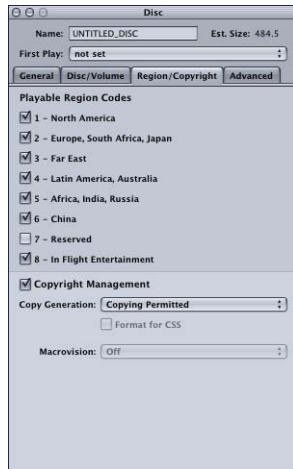 Disc
Name: UNTITLED_DISC Est. Size: 484.5
First Play: not set
General Disc/Volume Region/Copyright Advanced
Playable Region Codes
1 – North America
2 – Europe, South Africa, Japan
3 – Far East
4 – Latin America, Australia
5 – Africa, India, Russia
6 – China
7 – Reserved
8 – In Flight Entertainment
Copyright Management
Copy Generation: Copying Permitted
Format for CSS
Macrovision: Off